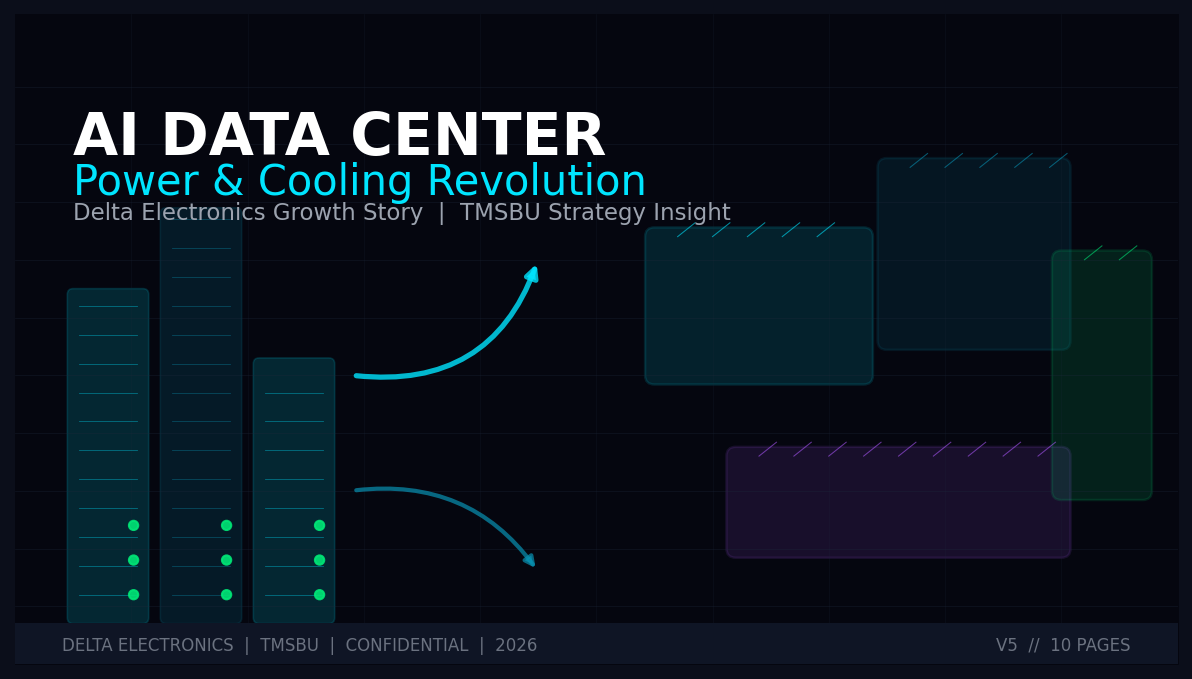 AI DATA CENTER
Power & Cooling Revolution
Delta Electronics Growth Story | TMSBU Strategy Insight
DELTA ELECTRONICS | TMSBU | CONFIDENTIAL | 2026
V5 // 10 PAGES